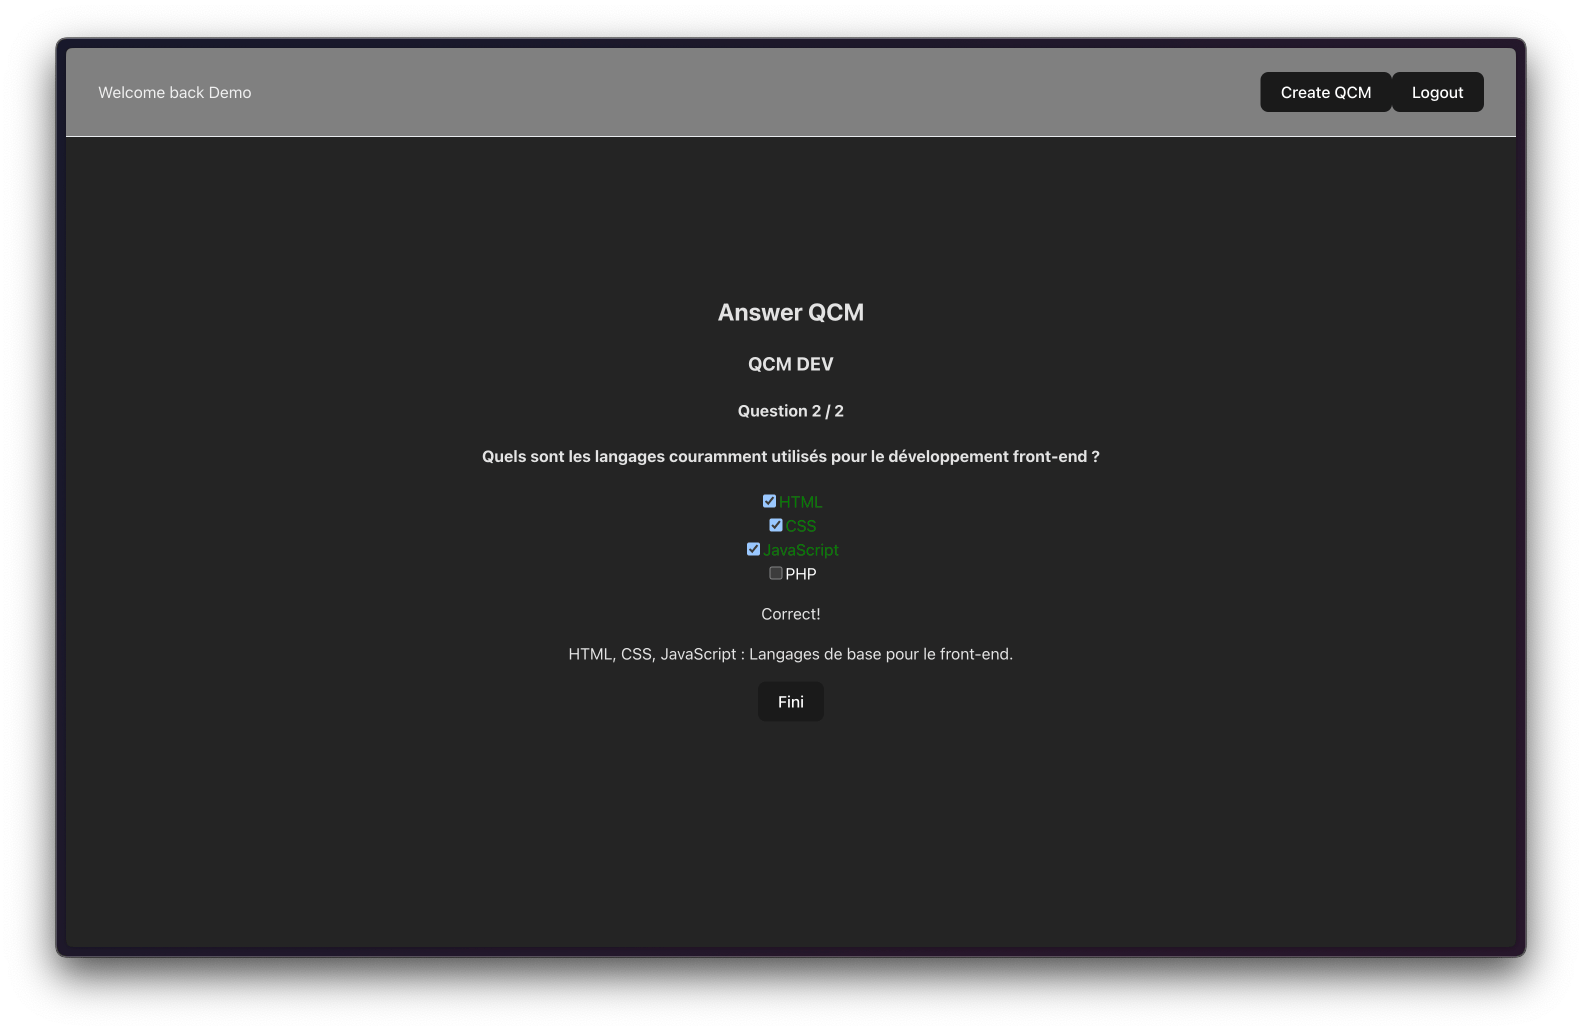 Welcome back Demo
Create QCM
Logout
Answer QCM
QCM DEV
Question 2 / 2
Quels sont les langages couramment utilisés pour le développement front-end ?
HTML
CSS
JavaScript
PHP
Correct!
HTML, CSS, JavaScript : Langages de base pour le front-end.
Fini